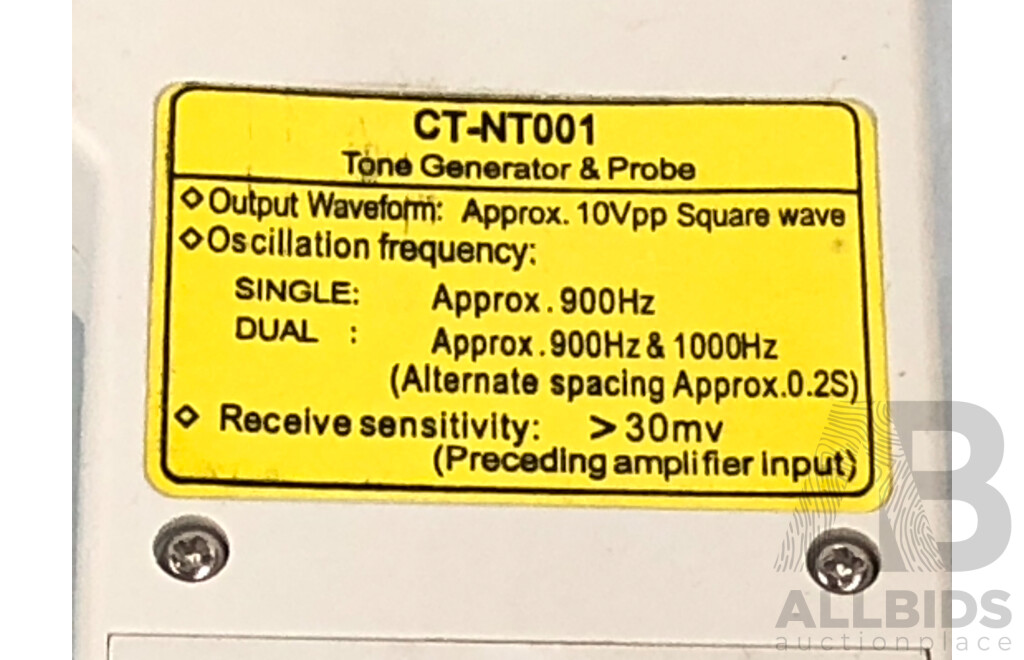 CT-NT001
Tone Generator & Probe
◇Output Waveform: Approx. 10Vpp Square wave
◇Oscillation frequency:
SINGLE: Approx. 900Hz
DUAL : Approx. 900Hz & 1000Hz
(Alternate spacing Approx.0.2S)
◇ Receive sensitivity: > 30mv
(Preceding amplifier input)
AB
ALLBIDS
auctionplace